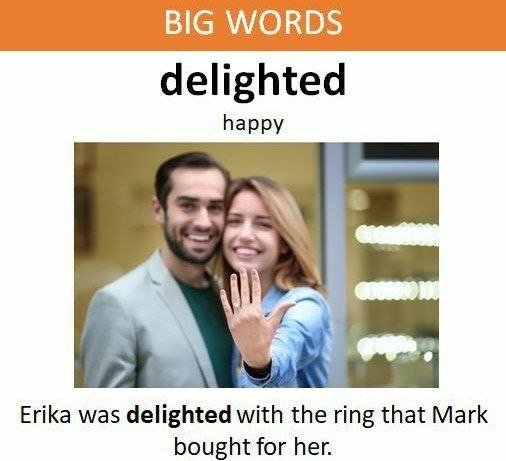 BIG WORDS
delighted
happy
Erika was delighted with the ring that Mark
bought for her.